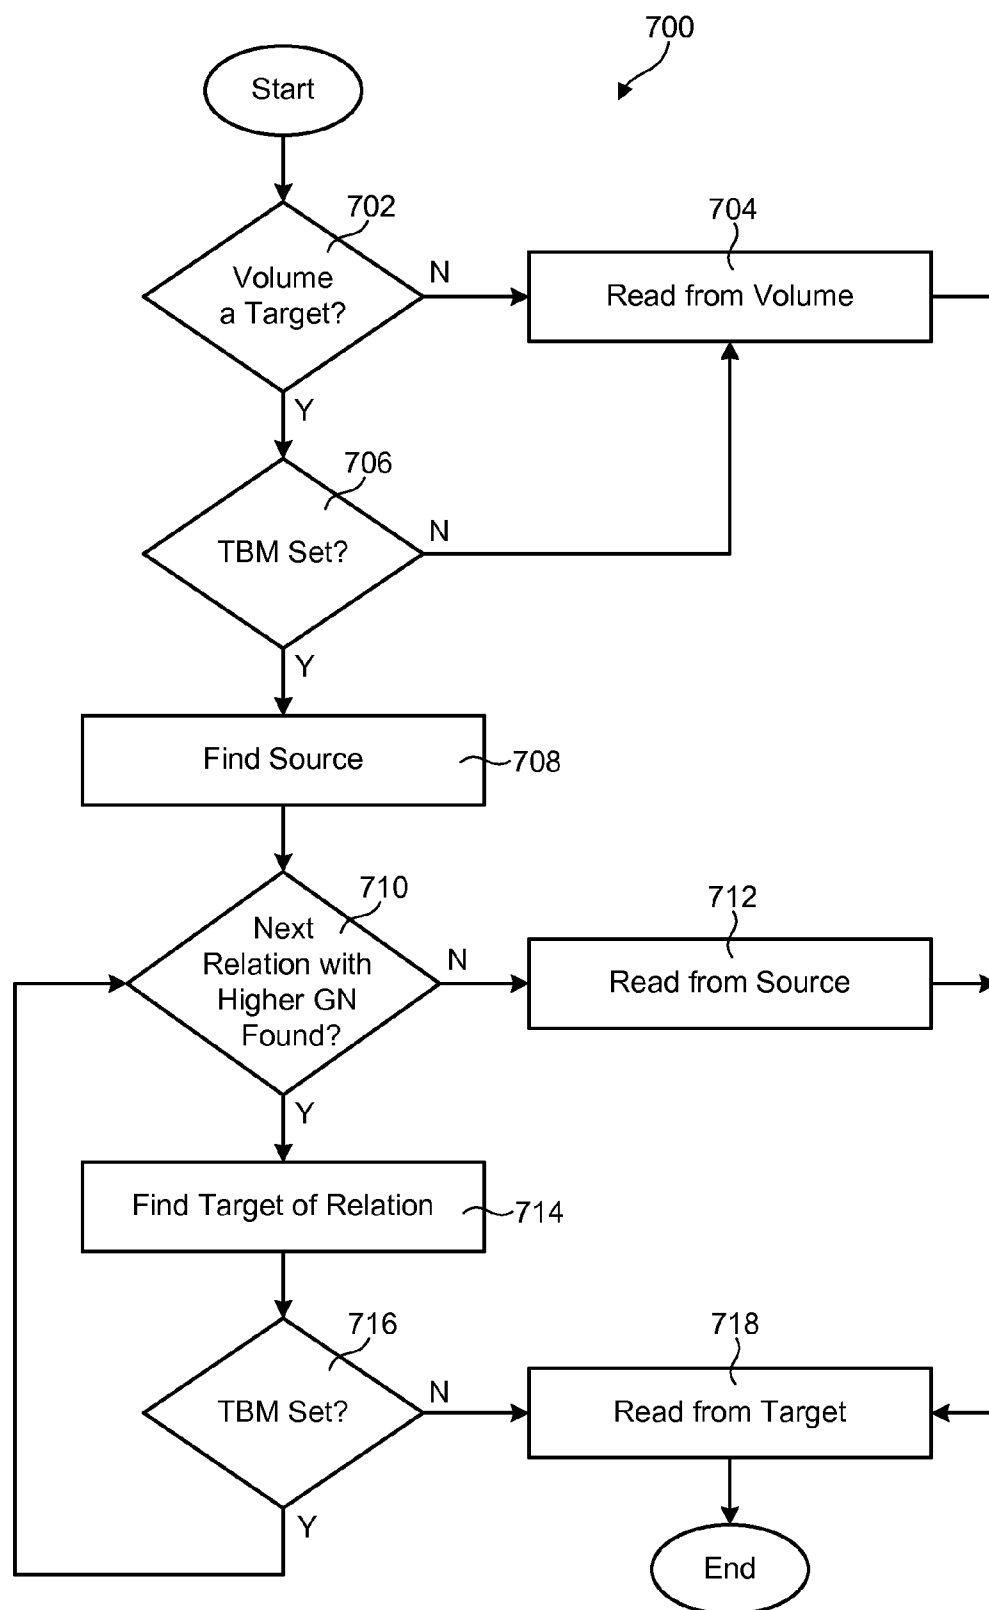 700
Start
702
Volume
a Target?
N
704
Read from Volume
Y
706
TBM Set?
N
Y
Find Source
708
710
Next
Relation with
Higher GN
Found?
N
712
Read from Source
Y
Find Target of Relation
714
716
TBM Set?
N
718
Read from Target
Y
End